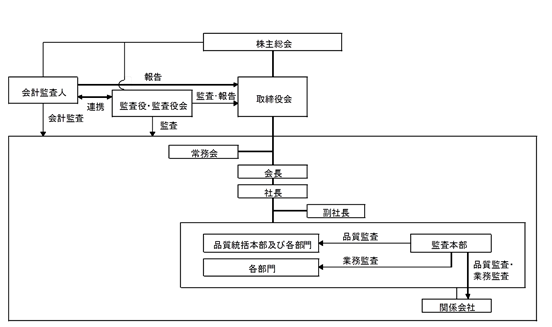 株主総会
会計監査人
報告
取締役会
連携
監査役・監査役会
監査・報告
会計監査
監査
常務会
会長
社長
副社長
品質統括本部及び各部門
品質監査
監査本部
各部門
業務監査
品質監査・
業務監査
関係会社